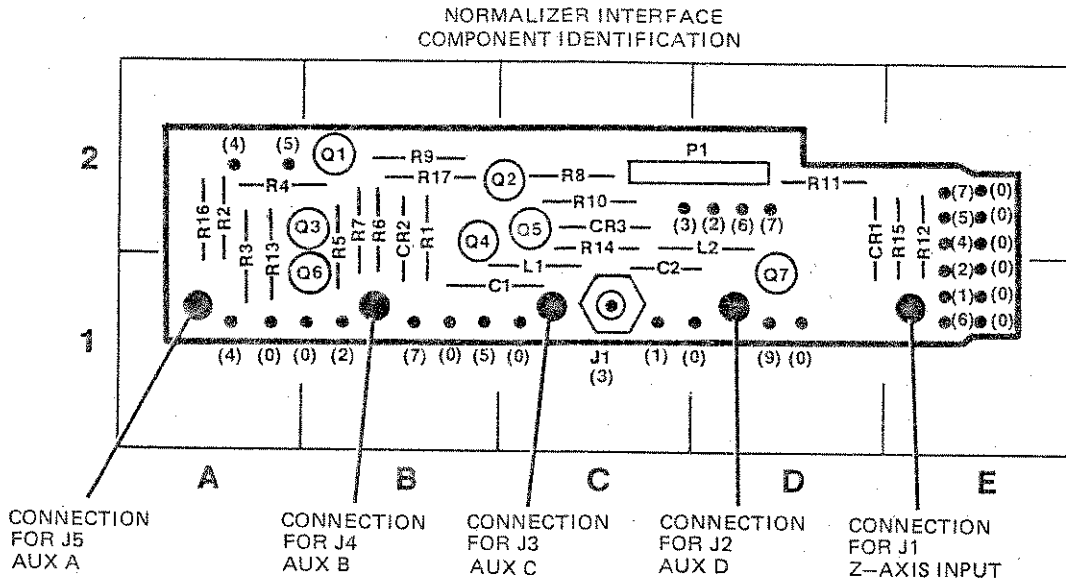 NORMALIZER INTERFACE
COMPONENT IDENTIFICATION
2
(4) (5) Q1 R9 R17 Q2 R8 P1
R4 R10 R11
R16 R2 R3 R13 Q3 R5 R7 R6 CR2 R1 Q4 Q5 CR3 R14 (3) (2) (6) (7) L2 CR1 R15 R12
Q6 L1 C2 Q7
C1
(7) (0)
(5) (0)
(4) (0)
(2) (0)
(1) (0)
(6) (0)
1
(4) (0) (0) (2) (7) (0) (5) (0) J1 (1) (0) (9) (0)
(3)
A B C D E
CONNECTION
FOR J5
AUX A
CONNECTION
FOR J4
AUX B
CONNECTION
FOR J3
AUX C
CONNECTION
FOR J2
AUX D
CONNECTION
FOR J1
Z–AXIS INPUT